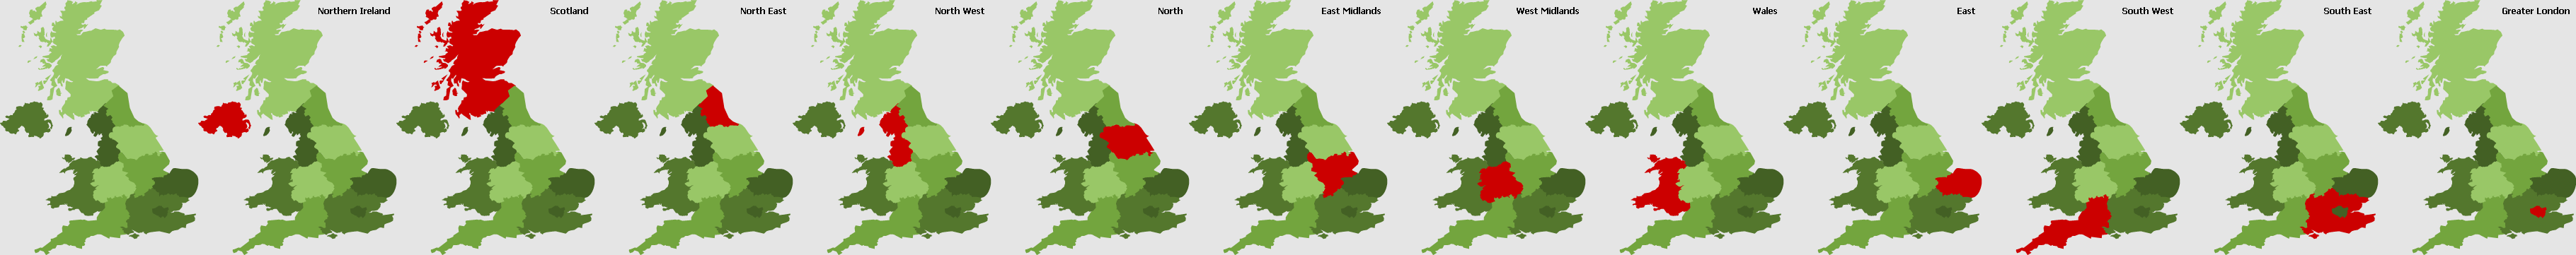 Northern Ireland
Scotland
North East
North West
North
East Midlands
West Midlands
Wales
East
South West
South East
Greater London